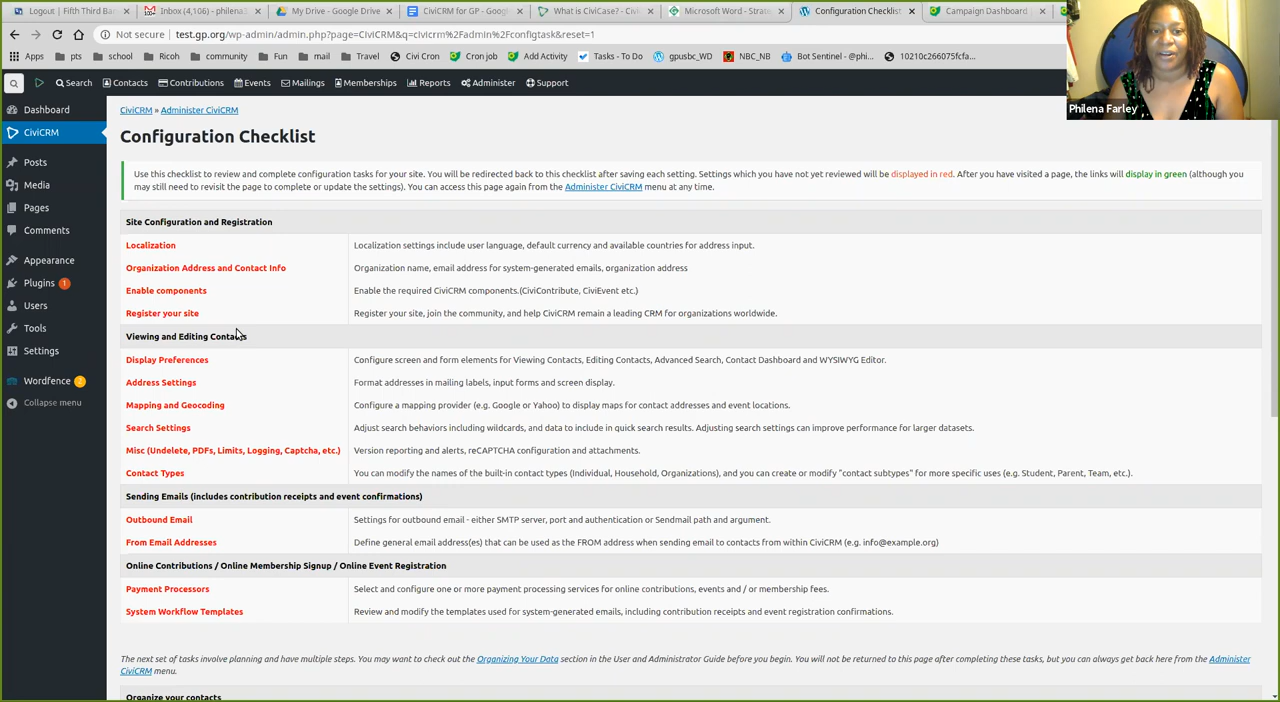 Logout | Fifth Third Ban
Inbox (4,106) - philena
My Drive - Google Drive
CiviCRM for GP - Googl
What is CiviCase? - Civi
Microsoft Word - Strate
Configuration Checklist
Campaign Dashboard
Not secure | test.gp.org/wp-admin/admin.php?page=CiviCRM&q=civicrm%2Fadmin%2Fconfigtask&reset=1
Apps pts school Ricoh community Fun mail Travel Civi Cron Jon job Add Activity Tasks - To Do gpusbc_WD NBC_NB Bot Sentinel - @phi... 10210c266075fcfa...
Search Contacts Contributions Events Mailings Memberships Reports Administer Support
Philena Farley
Dashboard
CiviCRM
Posts
Media
Pages
Comments
Appearance
Plugins 1
Users
Tools
Settings
Wordfence 2
Collapse menu
CiviCRM » Administer CiviCRM
Configuration Checklist
Use this checklist to review and complete configuration tasks for your site. You will be redirected back to this checklist after saving each setting. Settings which you have not yet reviewed will be displayed in red. After you have visited a page, the links will display in green (although you
may still need to revisit the page to complete or update the settings). You can access this page again from the Administer CiviCRM menu at any time.
Site Configuration and Registration
Localization Localization settings include user language, default currency and available countries for address input.
Organization Address and Contact Info Organization name, email address for system-generated emails, organization address
Enable components Enable the required CiviCRM components.(CiviContribute, CiviEvent etc.)
Register your site Register your site, join the community, and help CiviCRM remain a leading CRM for organizations worldwide.
Viewing and Editing Contacts
Display Preferences Configure screen and form elements for Viewing Contacts, Editing Contacts, Advanced Search, Contact Dashboard and WYSIWYG Editor.
Address Settings Format addresses in mailing labels, input forms and screen display.
Mapping and Geocoding Configure a mapping provider (e.g. Google or Yahoo) to display maps for contact addresses and event locations.
Search Settings Adjust search behaviors including wildcards, and data to include in quick search results. Adjusting search settings can improve performance for larger datasets.
Misc (Undelete, PDFs, Limits, Logging, Captcha, etc.) Version reporting and alerts, reCAPTCHA configuration and attachments.
Contact Types You can modify the names of the built-in contact types (Individual, Household, Organizations), and you can create or modify "contact subtypes" for more specific uses (e.g. Student, Parent, Team, etc.).
Sending Emails (includes contribution receipts and event confirmations)
Outbound Email Settings for outbound email - either SMTP server, port and authentication or Sendmail path and argument.
From Email Addresses Define general email address(es) that can be used as the FROM address when sending email to contacts from within CiviCRM (e.g. info@example.org)
Online Contributions / Online Membership Signup / Online Event Registration
Payment Processors Select and configure one or more payment processing services for online contributions, events and / or membership fees.
System Workflow Templates Review and modify the templates used for system-generated emails, including contribution receipts and event registration confirmations.
The next set of tasks involve planning and have multiple steps. You may want to check out the Organizing Your Data section in the User and Administrator Guide before you begin. You will not be returned to this page after completing these tasks, but you can always get back here from the Administer
CiviCRM menu.
Organize your contacts